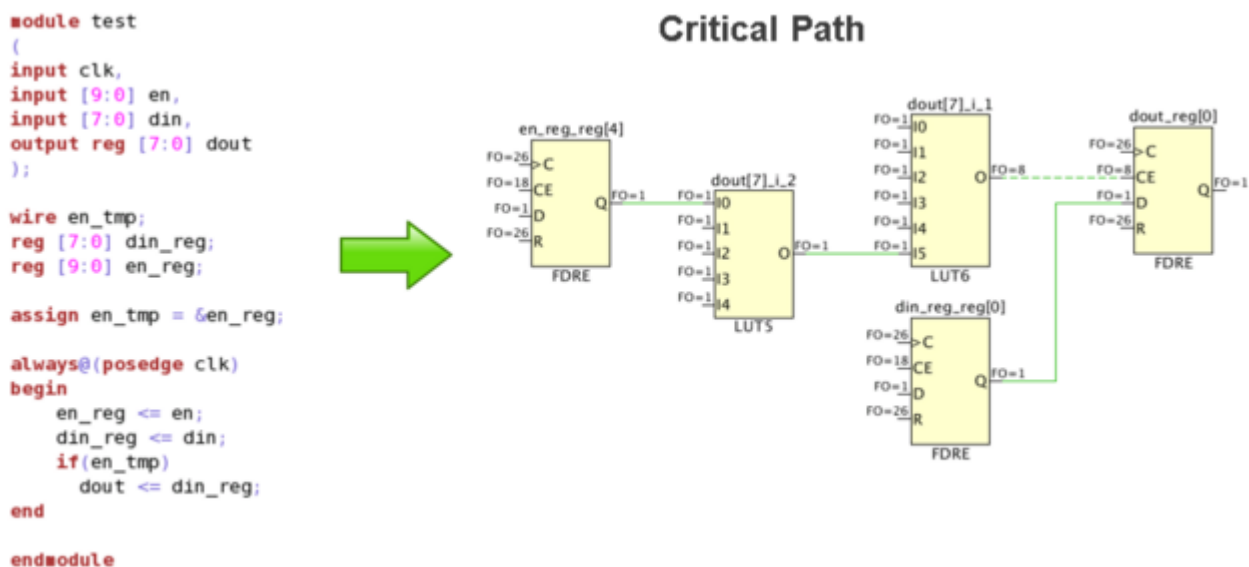 module test
(
input clk,
input [9:0] en,
input [7:0] din,
output reg [7:0] dout
);
wire en_tmp;
reg [7:0] din_reg;
reg [9:0] en_reg;
assign en_tmp = &en_reg;
always@(posedge clk)
begin
en_reg <= en;
din_reg <= din;
if(en_tmp)
dout <= din_reg;
end
endmodule
Critical Path
en_reg_reg[4]
FO=26 C
FO=18 CE
FO=1 D
FO=26 R
Q FO=1
FDRE
dout[7]_i_2
FO=1 I0
FO=1 I1
FO=1 I2
FO=1 I3
FO=1 I4
O FO=1
LUT5
dout[7]_i_1
FO=1 I0
FO=1 I1
FO=1 I2
FO=1 I3
FO=1 I4
FO=1 I5
O FO=8
LUT6
dout_reg[0]
FO=26 C
FO=8 CE
FO=1 D
FO=26 R
Q FO=1
FDRE
din_reg_reg[0]
FO=26 C
FO=18 CE
FO=1 D
FO=26 R
Q FO=1
FDRE